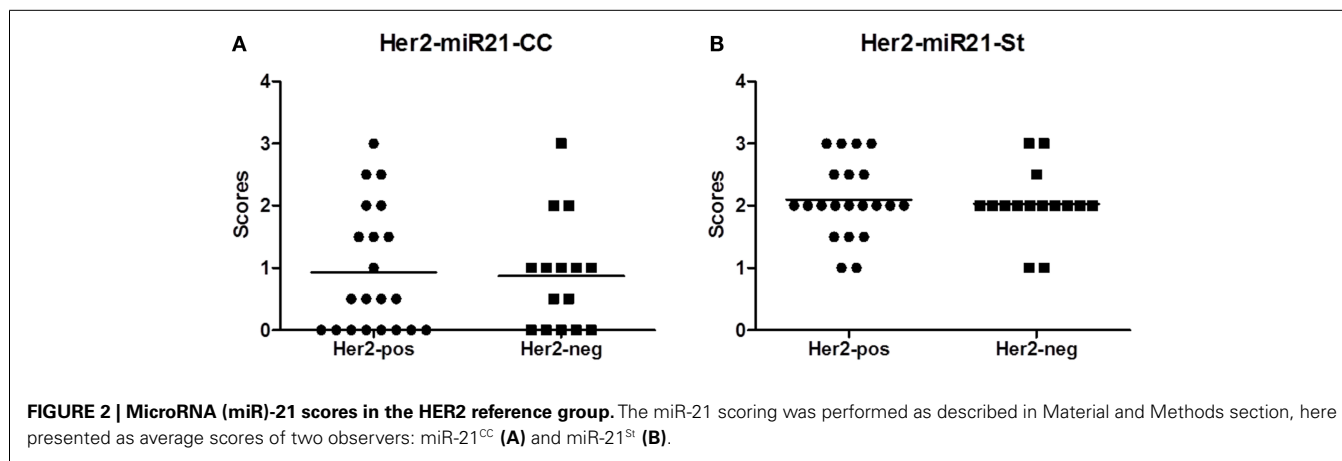 A Her2-miR21-CC
Scores
4
3
2
1
0
Her2-pos Her2-neg
B Her2-miR21-St
Scores
4
3
2
1
0
Her2-pos Her2-neg
FIGURE 2 | MicroRNA (miR)-21 scores in the HER2 reference group. The miR-21 scoring was performed as described in Material and Methods section, here
presented as average scores of two observers: miR-21CC (A) and miR-21St (B).